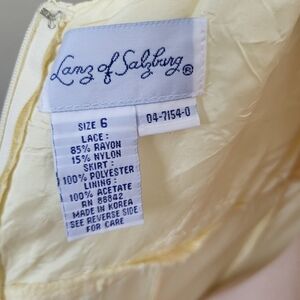 Lanz of Salzburg®
04-7154-0
SIZE 6
LACE:
85% RAYON
15% NYLON
SKIRT:
100% POLYESTER
LINING:
100% ACETATE
RN 88842
MADE IN KOREA
SEE REVERSE SIDE
FOR CARE